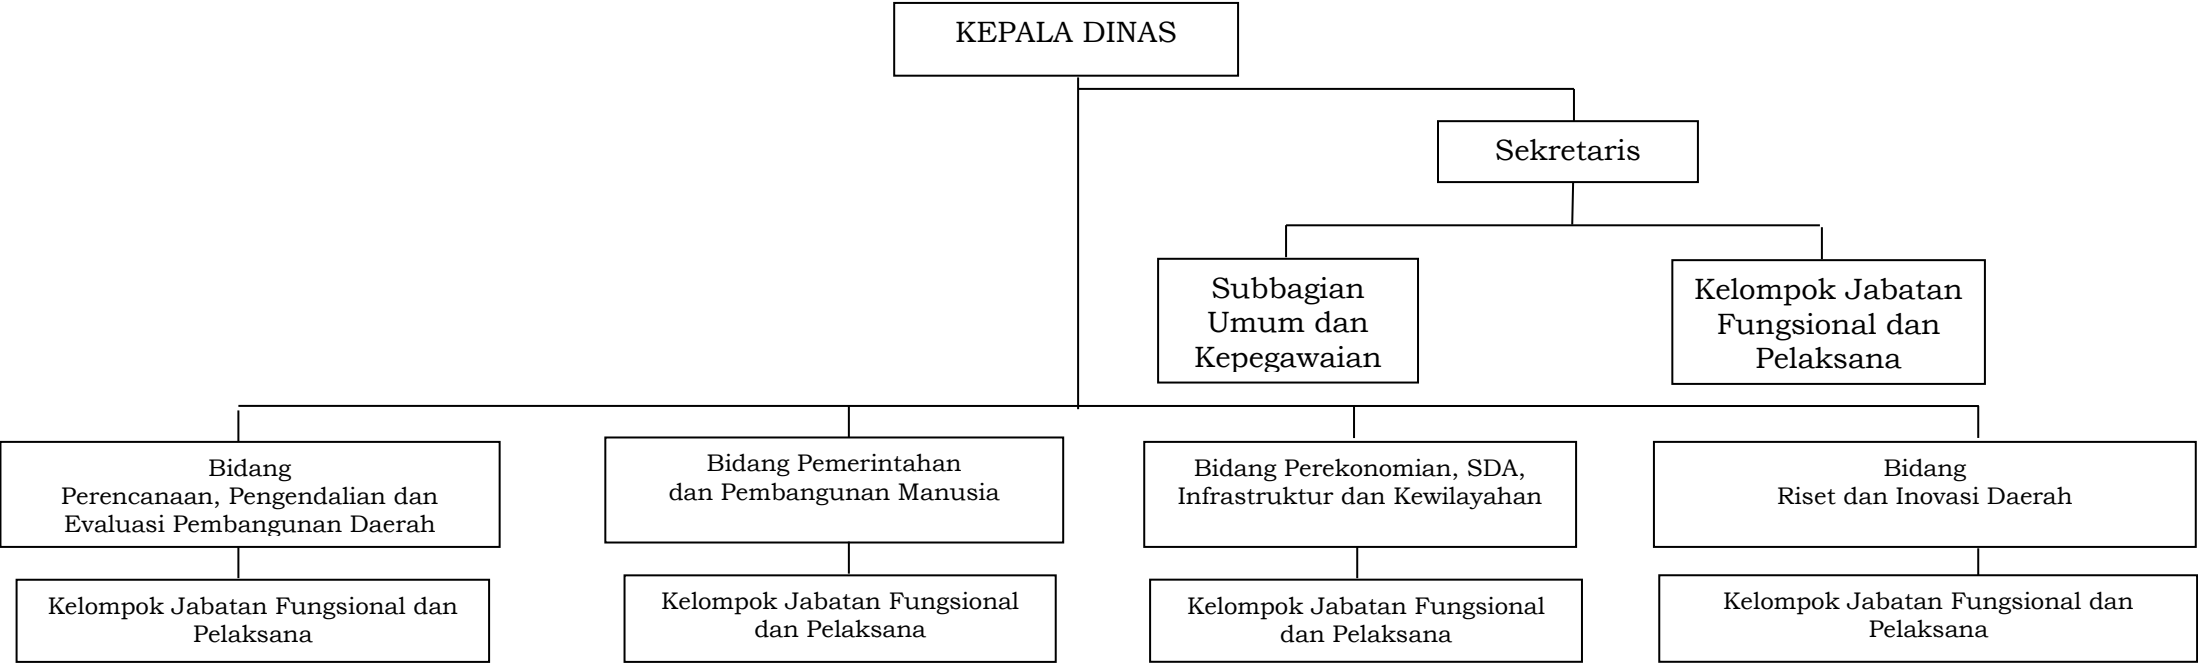 KEPALA DINAS
Sekretaris
Subbagian
Umum dan
Kepegawaian
Kelompok Jabatan
Fungsional dan
Pelaksana
Bidang
Perencanaan, Pengendalian dan
Evaluasi Pembangunan Daerah
Bidang Pemerintahan
dan Pembangunan Manusia
Bidang Perekonomian, SDA,
Infrastruktur dan Kewilayahan
Bidang
Riset dan Inovasi Daerah
Kelompok Jabatan Fungsional dan
Pelaksana
Kelompok Jabatan Fungsional
dan Pelaksana
Kelompok Jabatan Fungsional
dan Pelaksana
Kelompok Jabatan Fungsional dan
Pelaksana